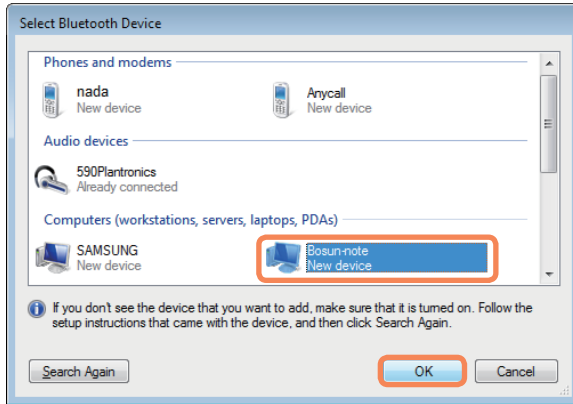 Select Bluetooth Device
Phones and modems
nada
New device
Anycall
New device
Audio devices
590Plantronics
Already connected
Computers (workstations, servers, laptops, PDAs)
SAMSUNG
New device
Bosun-note
New device
If you don't see the device that you want to add, make sure that it is turned on. Follow the
setup instructions that came with the device, and then click Search Again.
Search Again
OK
Cancel